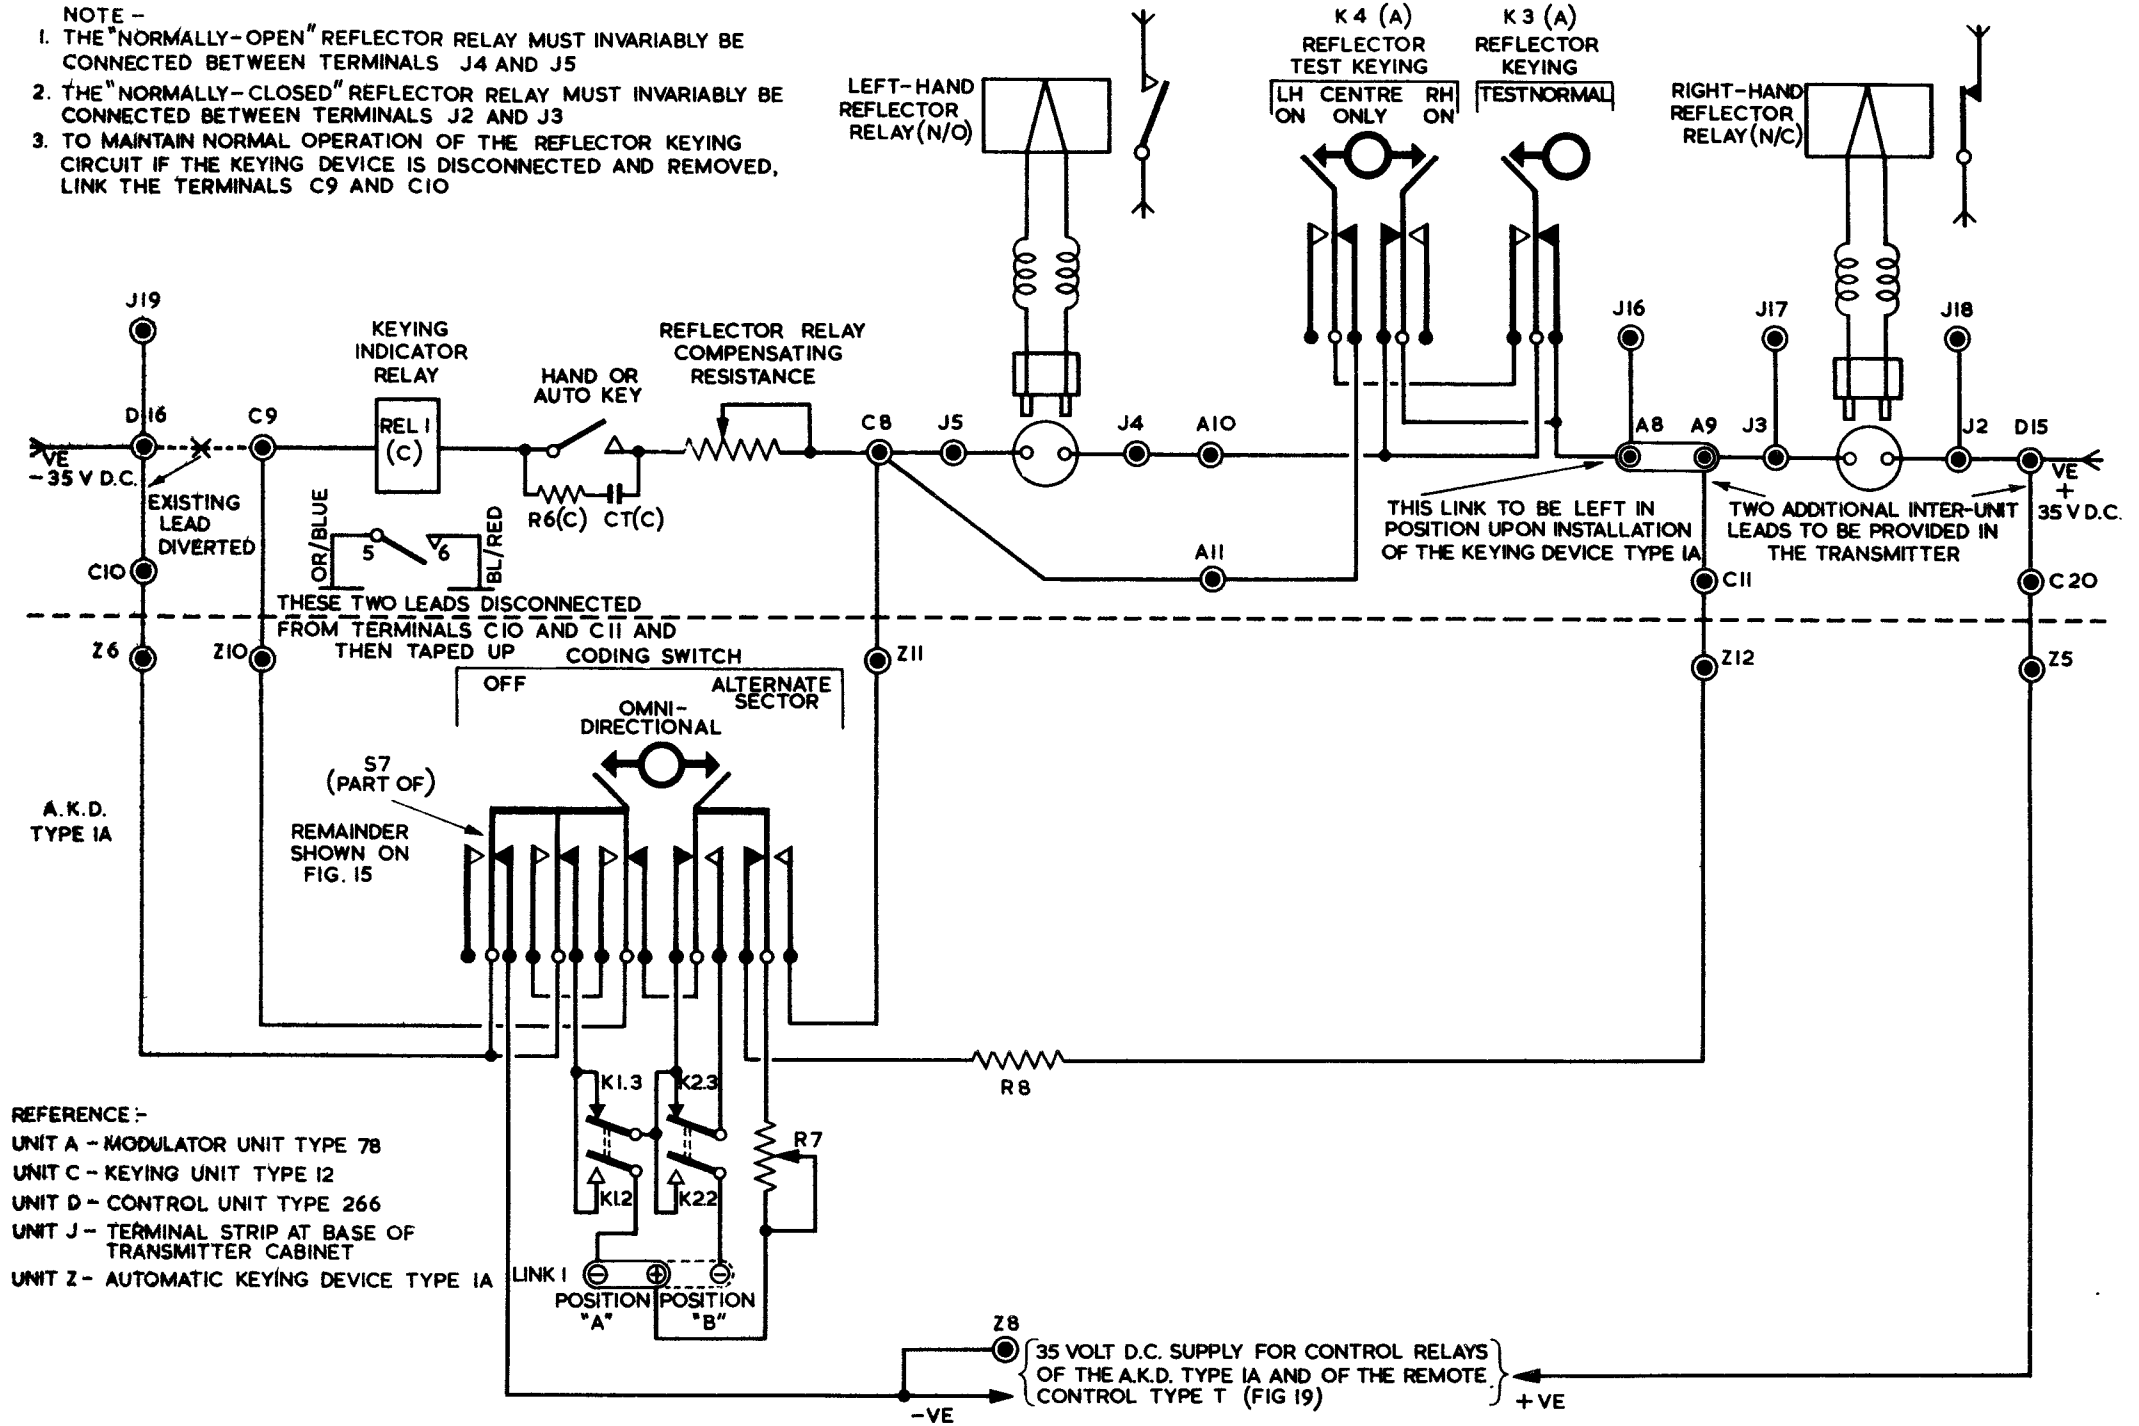 NOTE –
1. THE "NORMALLY-OPEN" REFLECTOR RELAY MUST INVARIABLY BE
CONNECTED BETWEEN TERMINALS J4 AND J5
2. THE "NORMALLY-CLOSED" REFLECTOR RELAY MUST INVARIABLY BE
CONNECTED BETWEEN TERMINALS J2 AND J3
3. TO MAINTAIN NORMAL OPERATION OF THE REFLECTOR KEYING
CIRCUIT IF THE KEYING DEVICE IS DISCONNECTED AND REMOVED,
LINK THE TERMINALS C9 AND C10
LEFT-HAND
REFLECTOR
RELAY (N/O)
K4 (A)
REFLECTOR
TEST KEYING
LH CENTRE RH
ON ONLY ON
K3 (A)
REFLECTOR
KEYING
TEST NORMAL
RIGHT-HAND
REFLECTOR
RELAY (N/C)
J19
KEYING
INDICATOR
RELAY
REL 1
(C)
HAND OR
AUTO KEY
REFLECTOR RELAY
COMPENSATING
RESISTANCE
J16
J17
J18
D16
C9
C8
J5
J4
A10
A8
A9
J3
J2
D15
VE
– 35 V D.C.
VE
+
35 V D.C.
EXISTING
LEAD
DIVERTED
R6(C)
C7(C)
OR/BLUE
5
6
BL/RED
THIS LINK TO BE LEFT IN
POSITION UPON INSTALLATION
OF THE KEYING DEVICE TYPE 1A
TWO ADDITIONAL INTER-UNIT
LEADS TO BE PROVIDED IN
THE TRANSMITTER
A11
C10
C11
C20
THESE TWO LEADS DISCONNECTED
FROM TERMINALS C10 AND C11 AND
THEN TAPED UP
Z6
Z10
Z11
Z12
Z5
CODING SWITCH
OFF
ALTERNATE
SECTOR
OMNI-
DIRECTIONAL
S7
(PART OF)
REMAINDER
SHOWN ON
FIG. 15
A.K.D.
TYPE 1A
K1.3
K2.3
R8
R7
K1.2
K2.2
REFERENCE :-
UNIT A – MODULATOR UNIT TYPE 78
UNIT C – KEYING UNIT TYPE 12
UNIT D – CONTROL UNIT TYPE 266
UNIT J – TERMINAL STRIP AT BASE OF
TRANSMITTER CABINET
UNIT Z – AUTOMATIC KEYING DEVICE TYPE 1A
LINK 1
POSITION
"A"
POSITION
"B"
Z8
35 VOLT D.C. SUPPLY FOR CONTROL RELAYS
OF THE A.K.D. TYPE 1A AND OF THE REMOTE
CONTROL TYPE T (FIG 19)
–VE
+VE